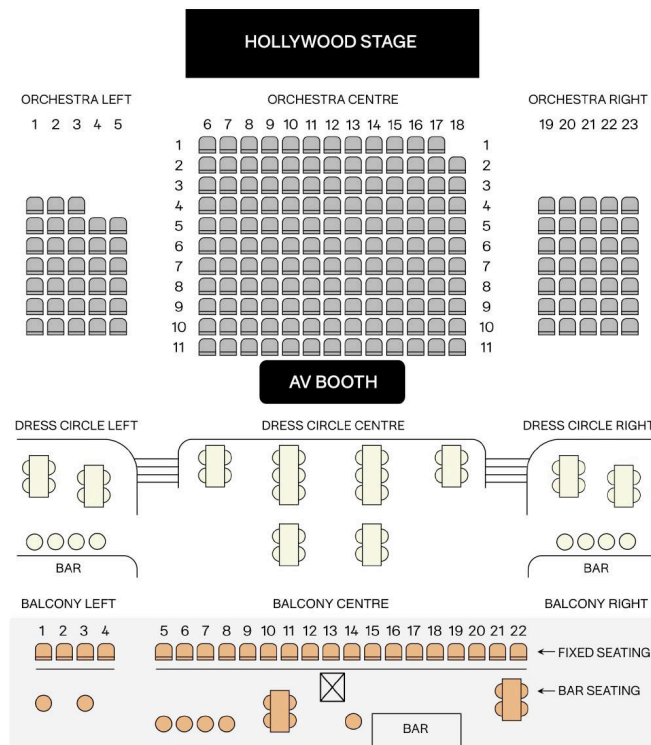 HOLLYWOOD STAGE
ORCHESTRA LEFT ORCHESTRA CENTRE ORCHESTRA RIGHT
1 2 3 4 5 6 7 8 9 10 11 12 13 14 15 16 17 18 19 20 21 22 23
1 1
2 2
3 3
4 4
5 5
6 6
7 7
8 8
9 9
10 10
11 11
AV BOOTH
DRESS CIRCLE LEFT DRESS CIRCLE CENTRE DRESS CIRCLE RIGHT
BAR BAR
BALCONY LEFT BALCONY CENTRE BALCONY RIGHT
1 2 3 4 5 6 7 8 9 10 11 12 13 14 15 16 17 18 19 20 21 22
FIXED SEATING
BAR SEATING
BAR